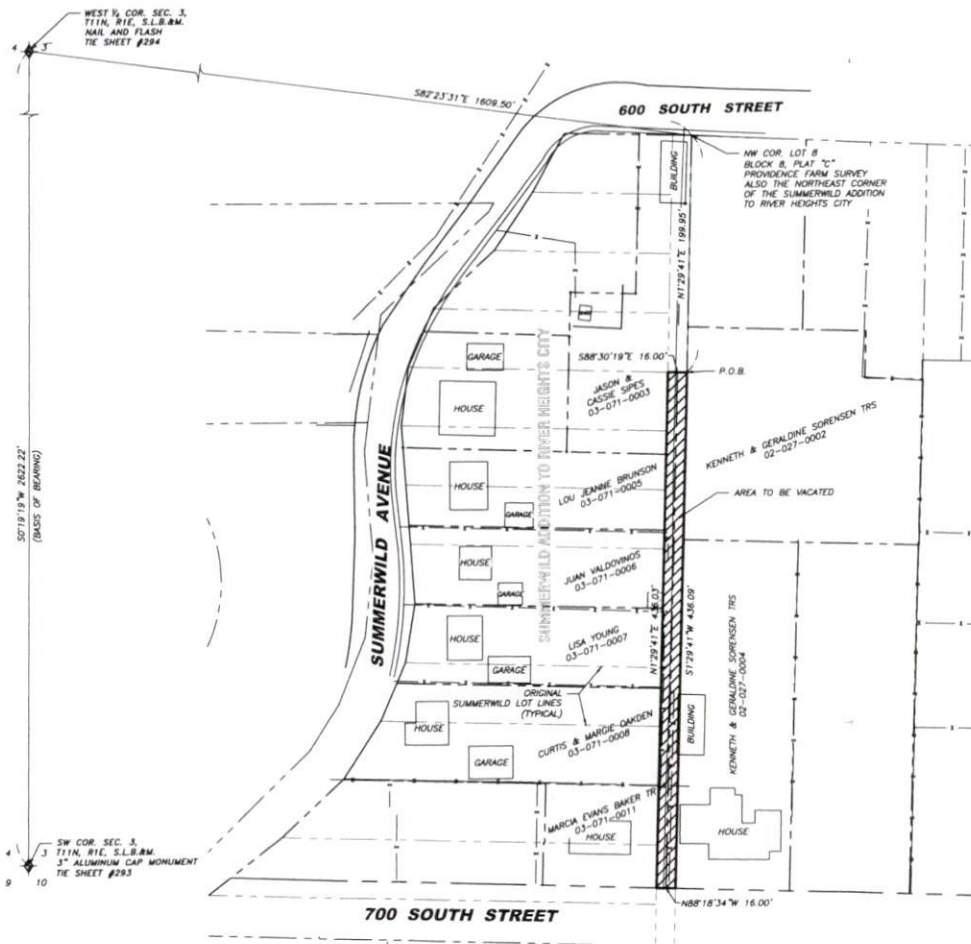 WEST ¼ COR. SEC. 3,
T11N, R1E, S.L.B.&M.
NAIL AND FLASH
TIE SHEET #294
4 3
S82°23'31"E 1609.50'
600 SOUTH STREET
BUILDING
NW COR. LOT 8
BLOCK 8, PLAT "C"
PROVIDENCE FARM SURVEY
ALSO THE NORTHEAST CORNER
OF THE SUMMERWILD ADDITION
TO RIVER HEIGHTS CITY
N1°29'41"E 199.95'
S88°30'19"E 16.00'
P.O.B.
GARAGE
HOUSE
JASON &
CASSIE SIPES
03-071-0003
SUMMERWILD ADDITION TO RIVER HEIGHTS CITY
KENNETH & GERALDINE SORENSEN TRS
02-027-0002
S0°19'19"W 2622.22'
(BASIS OF BEARING)
SUMMERWILD AVENUE
HOUSE
GARAGE
LOU JEANNE BRUNSON
03-071-0005
AREA TO BE VACATED
HOUSE
GARAGE
JUAN VALDOVINOS
03-071-0006
N1°29'41"E 436.03'
S1°29'41"W 436.09'
HOUSE
GARAGE
LISA YOUNG
03-071-0007
KENNETH & GERALDINE SORENSEN TRS
02-027-0004
ORIGINAL
SUMMERWILD LOT LINES
(TYPICAL)
HOUSE
GARAGE
CURTIS & MARGIE OAKDEN
03-071-0008
BUILDING
MARCIA EVANS BAKER TR
03-071-0011
HOUSE
HOUSE
SW COR. SEC. 3,
T11N, R1E, S.L.B.&M.
3" ALUMINUM CAP MONUMENT
TIE SHEET #293
4 3
9 10
700 SOUTH STREET
N88°18'34"W 16.00'